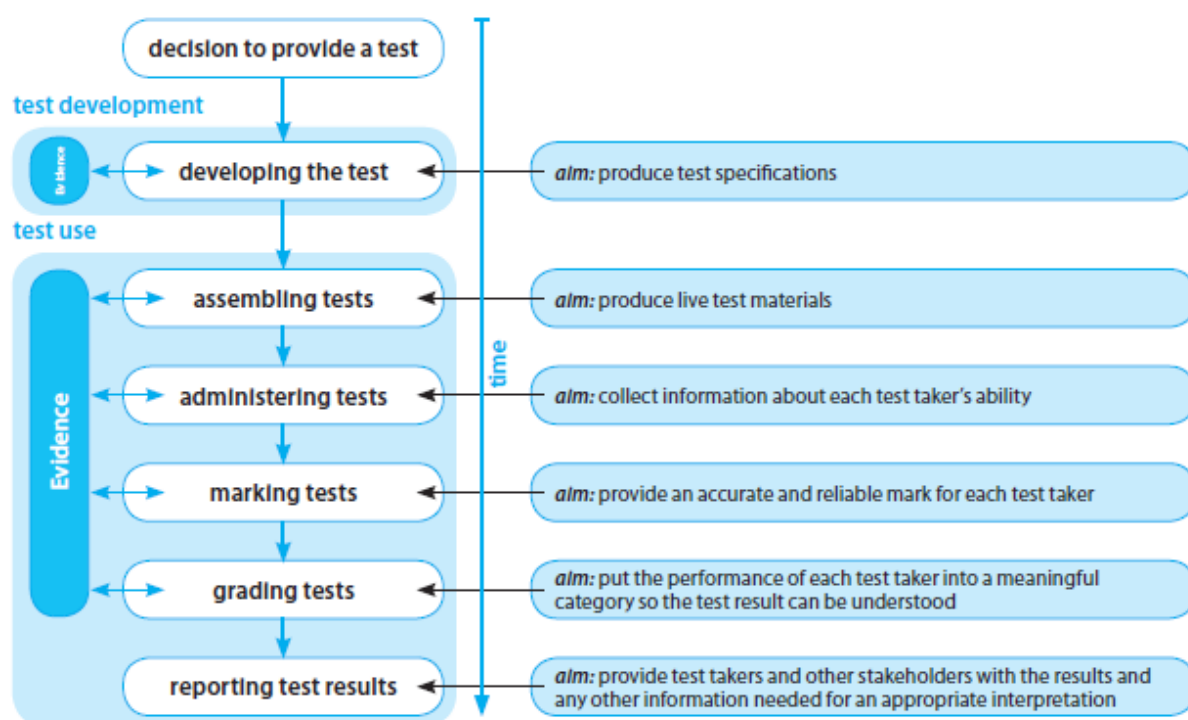 decision to provide a test
test development
Evidence
developing the test
aim: produce test specifications
test use
assembling tests
aim: produce live test materials
time
administering tests
aim: collect information about each test taker's ability
Evidence
marking tests
aim: provide an accurate and reliable mark for each test taker
grading tests
aim: put the performance of each test taker into a meaningful
category so the test result can be understood
reporting test results
aim: provide test takers and other stakeholders with the results and
any other information needed for an appropriate interpretation